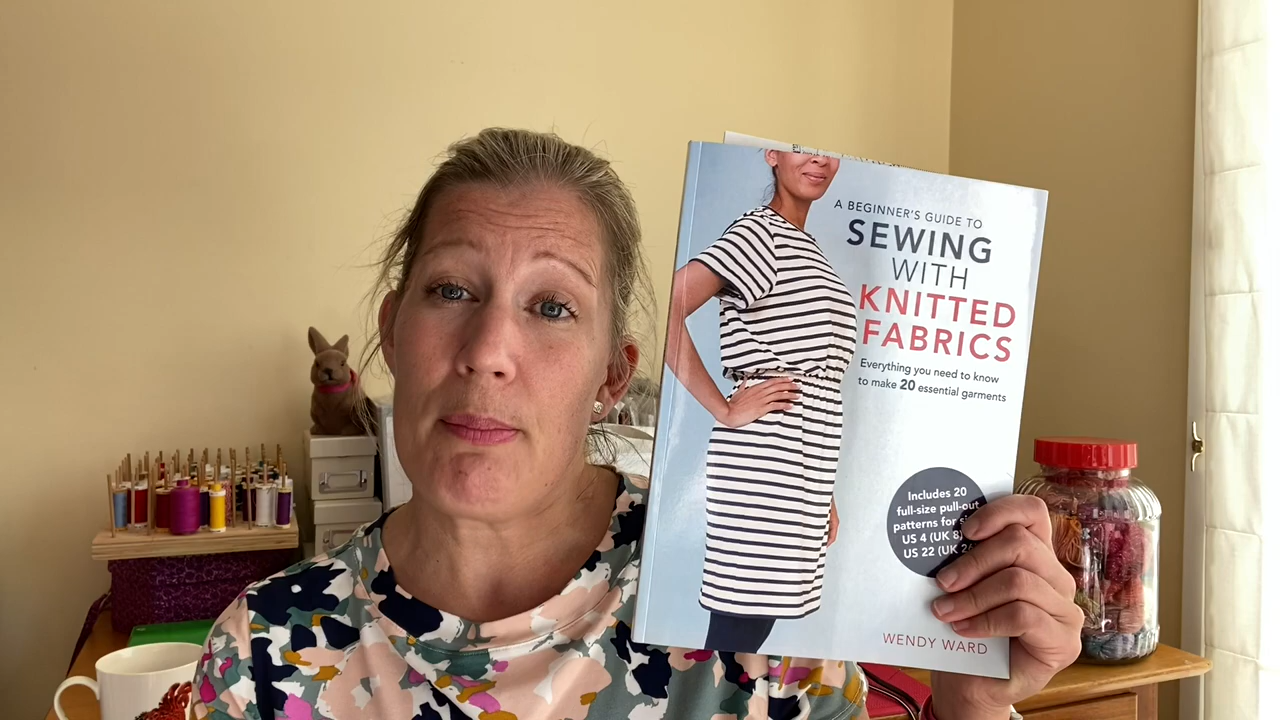 A BEGINNER'S GUIDE TO
SEWING
WITH
KNITTED
FABRICS
Everything you need to know
to make 20 essential garments
Includes 20
full-size pull-out
patterns for
US 4 (UK 8)
US 22 (UK
WENDY WARD